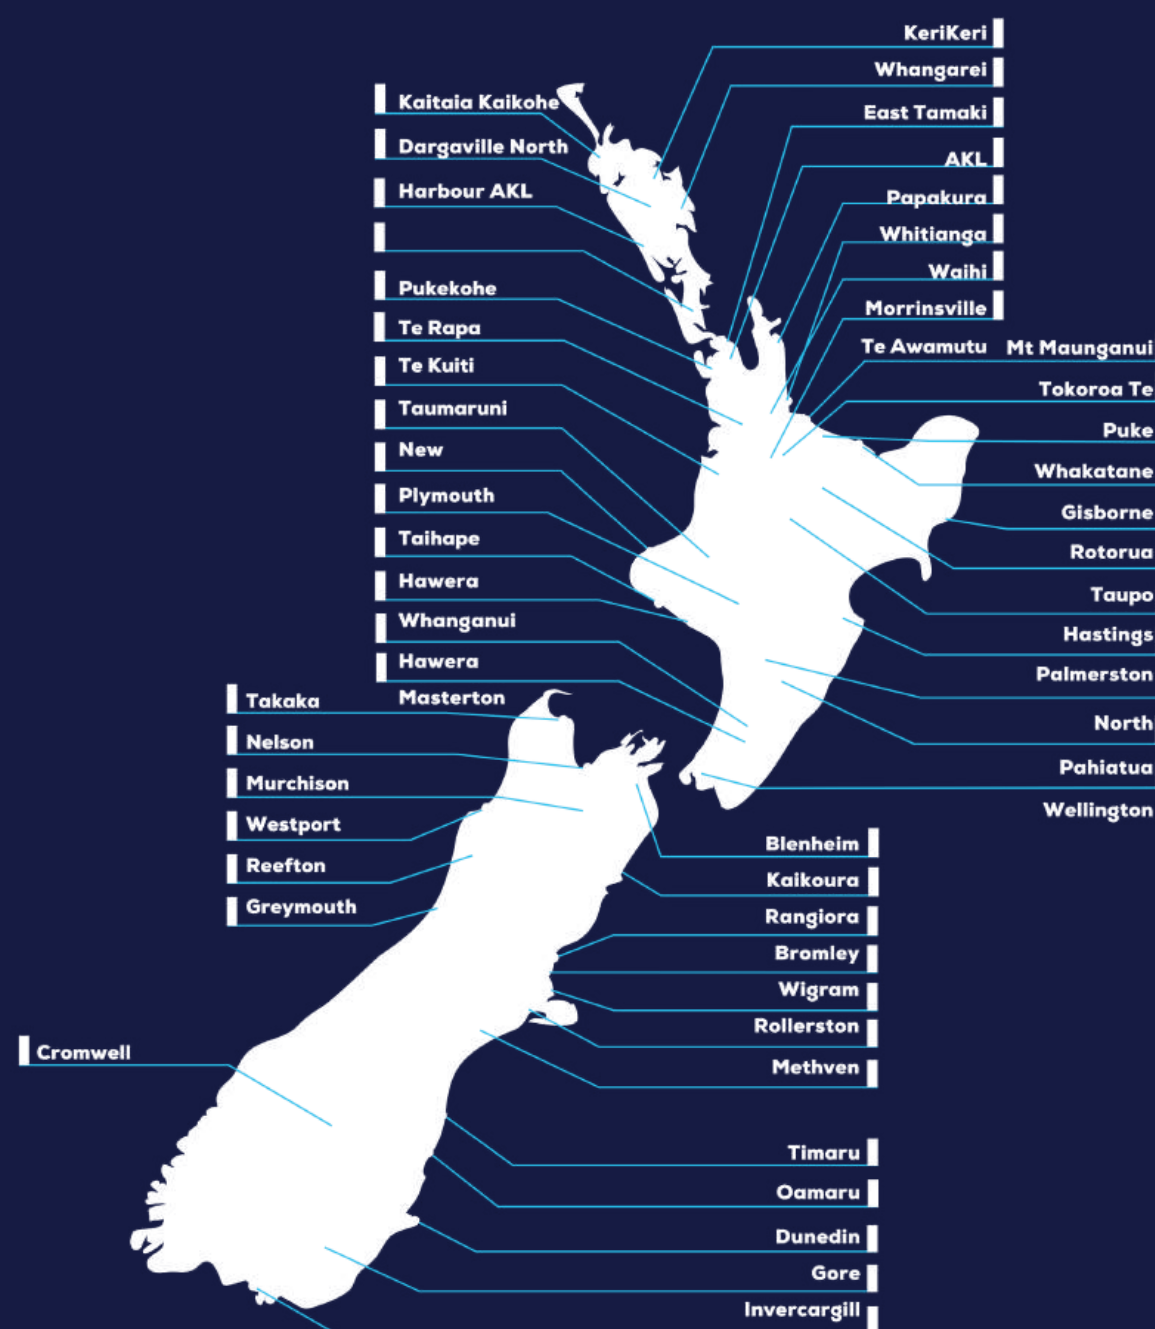 KeriKeri
Whangarei
East Tamaki
AKL
Papakura
Whitianga
Waihi
Morrinsville
Te Awamutu
Kaitaia Kaikohe
Dargaville North
Harbour AKL
Pukekohe
Te Rapa
Te Kuiti
Taumaruni
New
Plymouth
Taihape
Hawera
Whanganui
Hawera
Masterton
Mt Maunganui
Tokoroa Te
Puke
Whakatane
Gisborne
Rotorua
Taupo
Hastings
Palmerston
North
Pahiatua
Wellington
Takaka
Nelson
Murchison
Westport
Reefton
Greymouth
Cromwell
Blenheim
Kaikoura
Rangiora
Bromley
Wigram
Rollerston
Methven
Timaru
Oamaru
Dunedin
Gore
Invercargill